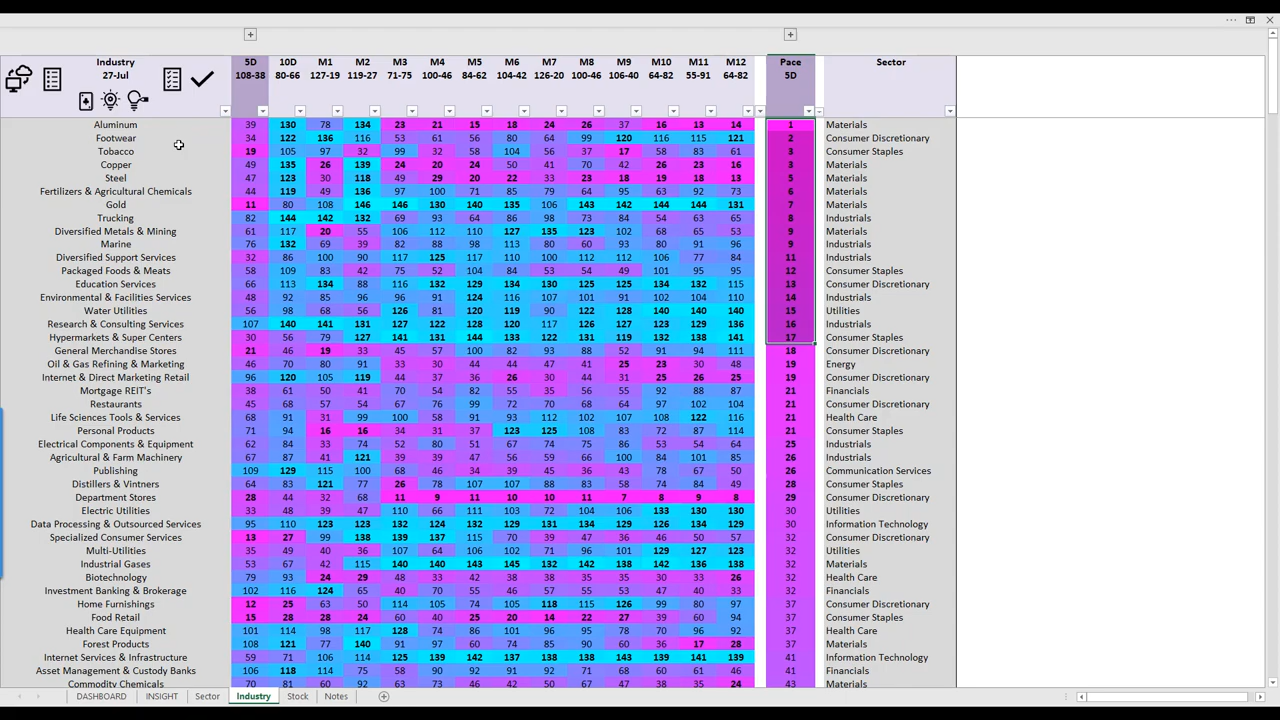 Industry 5D 10D M1 M2 M3 M4 M5 M6 M7 M8 M9 M10 M11 M12 Pace Sector
27-Jul 108-38 80-66 127-19 119-27 71-75 100-46 84-62 104-42 126-20 100-46 106-40 64-82 55-91 64-82 5D
Aluminum 39 130 78 134 23 21 15 18 24 26 37 16 13 14 1 Materials
Footwear 34 122 136 116 53 61 56 80 64 99 120 116 115 121 2 Consumer Discretionary
Tobacco 19 105 97 32 99 32 58 104 56 37 17 58 83 61 3 Consumer Staples
Copper 49 135 26 139 24 20 24 50 41 70 42 26 23 16 3 Materials
Steel 47 123 30 118 49 29 20 22 33 23 18 19 18 13 5 Materials
Fertilizers & Agricultural Chemicals 44 119 49 136 97 100 71 85 79 64 95 63 92 73 6 Materials
Gold 11 80 108 146 146 130 140 135 106 143 142 144 144 131 7 Materials
Trucking 82 144 142 132 69 93 64 86 98 73 84 54 63 65 8 Industrials
Diversified Metals & Mining 61 117 20 55 106 112 110 127 135 123 102 68 65 53 9 Materials
Marine 76 132 69 39 82 88 98 113 80 60 93 80 91 96 9 Industrials
Diversified Support Services 32 86 100 90 117 125 117 110 100 112 112 106 77 84 11 Industrials
Packaged Foods & Meats 58 109 83 42 75 52 104 84 53 54 49 101 95 95 12 Consumer Staples
Education Services 66 113 134 88 116 132 129 134 130 125 125 134 132 115 13 Consumer Discretionary
Environmental & Facilities Services 48 92 85 96 96 91 124 116 107 101 91 103 102 102 14 Industrials
Water Utilities 56 98 68 56 126 81 120 119 90 122 128 140 140 140 15 Utilities
Research & Consulting Services 107 140 141 131 127 122 128 120 117 126 127 123 129 136 16 Industrials
Hypermarkets & Super Centers 30 56 79 127 141 131 144 133 122 131 119 132 138 141 17 Consumer Staples
General Merchandise Stores 21 46 19 33 45 57 100 82 93 88 52 91 94 111 18 Consumer Discretionary
Oil & Gas Refining & Marketing 46 70 80 91 33 30 44 44 44 41 25 23 30 48 19 Energy
Internet & Direct Marketing Retail 96 120 105 119 44 37 36 26 30 44 31 25 26 25 19 Consumer Discretionary
Mortgage REIT's 38 61 50 41 70 54 82 55 35 56 55 92 88 87 21 Financials
Restaurants 45 68 57 54 67 76 91 71 70 68 64 97 102 104 21 Consumer Discretionary
Life Sciences Tools & Services 68 91 31 99 100 58 91 93 112 102 107 108 122 116 21 Health Care
Personal Products 71 94 16 16 34 31 37 123 125 108 83 72 87 114 21 Consumer Staples
Electrical Components & Equipment 62 84 33 74 52 80 51 67 74 75 86 53 54 64 25 Industrials
Agricultural & Farm Machinery 67 87 41 121 39 39 47 56 59 66 100 84 101 85 26 Industrials
Publishing 109 129 115 100 68 46 34 39 45 36 43 78 67 50 26 Communication Services
Distillers & Vintners 64 83 121 77 26 78 107 107 88 83 58 72 84 49 28 Consumer Staples
Department Stores 28 44 32 68 11 9 11 10 10 11 7 8 9 8 29 Consumer Discretionary
Electric Utilities 33 48 39 47 110 66 111 103 72 104 106 133 130 130 30 Utilities
Data Processing & Outsourced Services 95 110 123 123 132 124 132 129 131 134 129 126 134 129 30 Information Technology
Specialized Consumer Services 13 27 99 138 139 137 115 70 39 47 46 46 50 57 32 Consumer Discretionary
Multi-Utilities 35 49 40 36 107 64 106 102 71 96 101 129 127 123 32 Utilities
Industrial Gases 53 67 42 115 140 140 143 145 132 142 138 142 136 138 32 Materials
Biotechnology 79 93 24 29 48 33 42 38 38 35 31 30 33 26 32 Health Care
Investment Banking & Brokerage 102 116 124 65 40 70 55 46 57 55 53 47 40 33 32 Financials
Home Furnishings 12 25 63 50 114 105 74 105 118 115 126 99 80 97 37 Consumer Discretionary
Food Retail 15 28 28 24 60 40 25 20 14 22 27 39 60 94 37 Consumer Staples
Health Care Equipment 101 114 98 117 128 74 86 101 96 95 78 70 96 92 37 Health Care
Forest Products 108 121 77 140 91 97 60 74 85 90 60 36 17 28 37 Materials
Internet Services & Infrastructure 59 71 106 114 125 139 142 137 138 138 143 139 141 139 41 Information Technology
Asset Management & Custody Banks 106 118 75 58 90 92 91 92 71 68 60 61 46 41 Financials
Commodity Chemicals 70 81 60 92 63 73 46 42 52 50 54 42 24 43 Materials
DASHBOARD INSIGHT Sector Industry Stock Notes